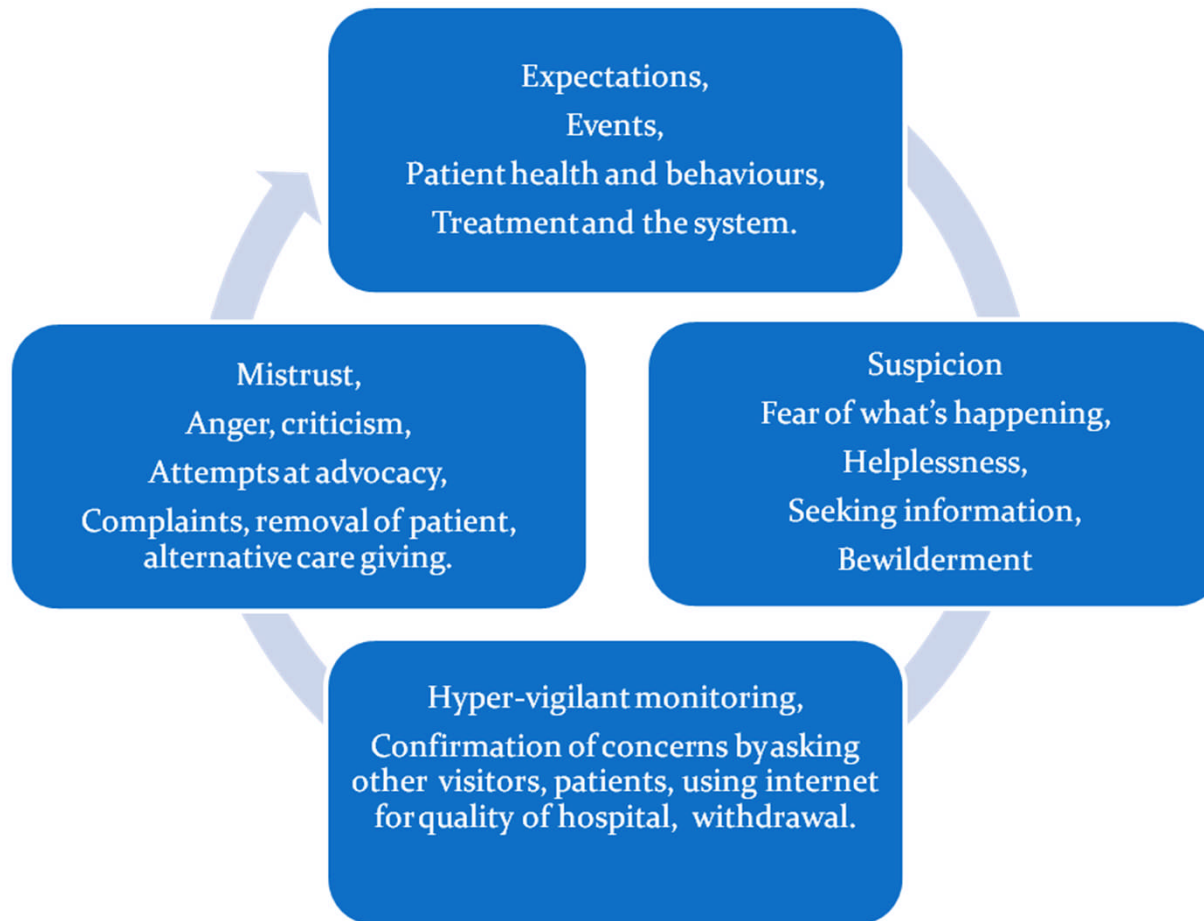 Expectations,
Events,
Patient health and behaviours,
Treatment and the system.
Suspicion
Fear of what's happening,
Helplessness,
Seeking information,
Bewilderment
Hyper-vigilant monitoring,
Confirmation of concerns by asking
other visitors, patients, using internet
for quality of hospital, withdrawal.
Mistrust,
Anger, criticism,
Attempts at advocacy,
Complaints, removal of patient,
alternative care giving.